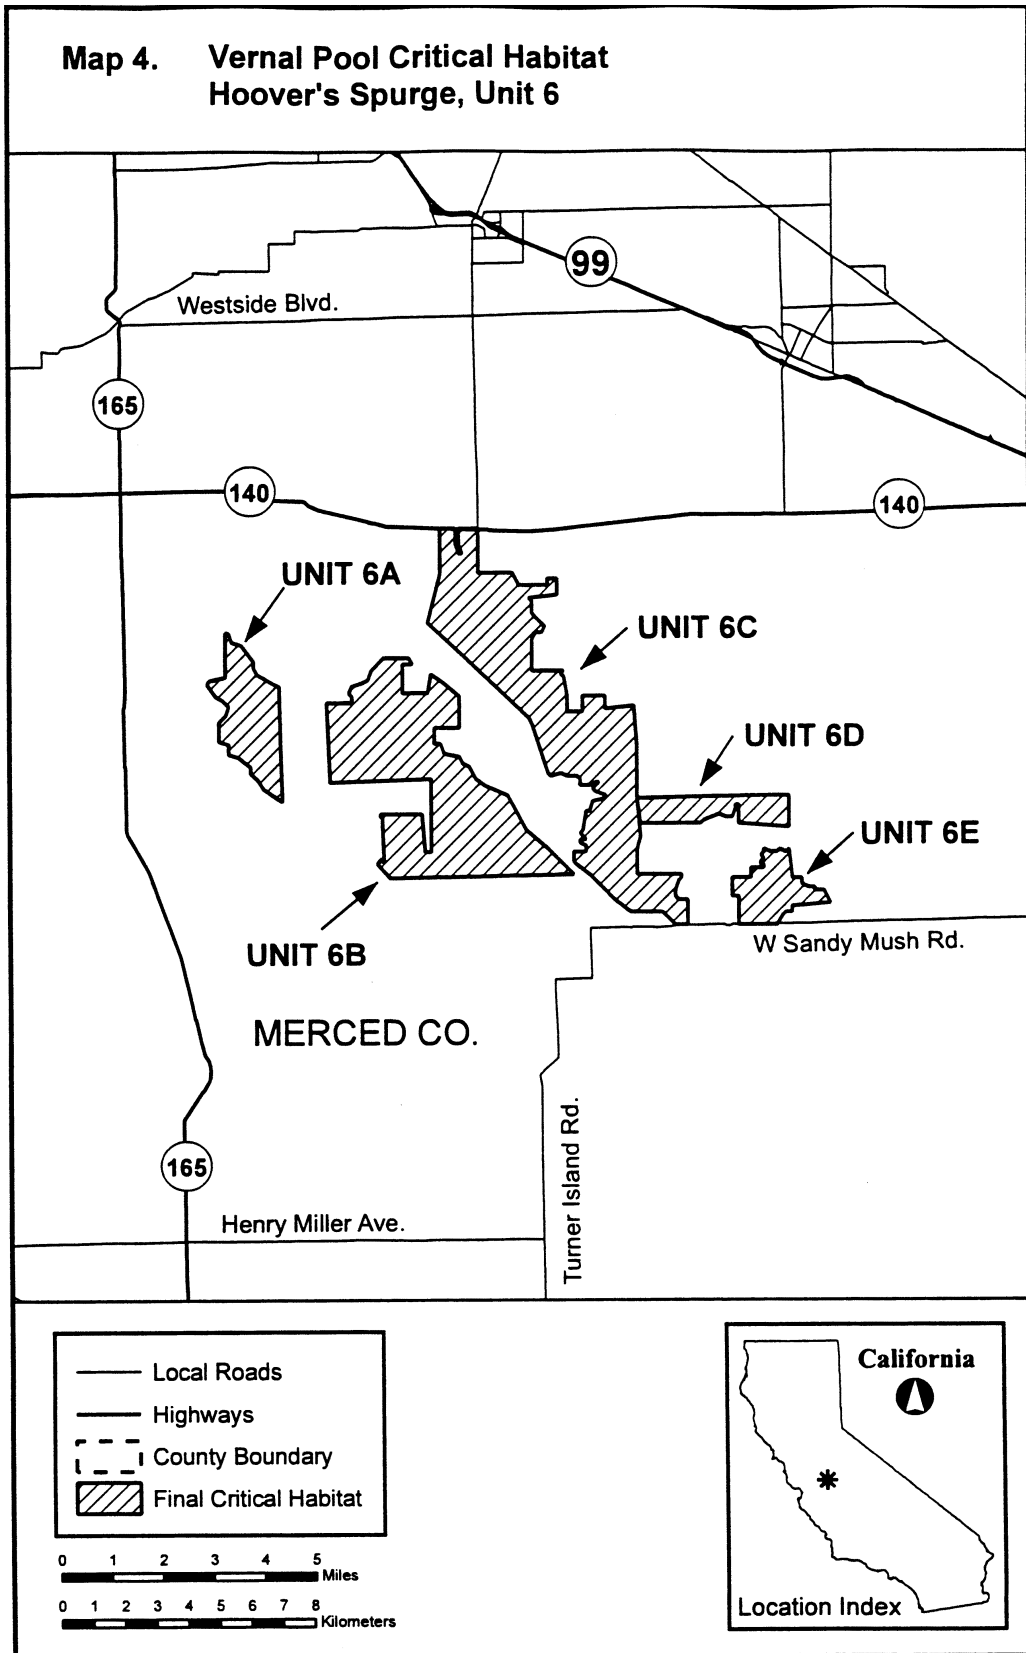 Map 4. Vernal Pool Critical Habitat
Hoover's Spurge, Unit 6
99
Westside Blvd.
165
140
140
UNIT 6A
UNIT 6C
UNIT 6D
UNIT 6E
UNIT 6B
W Sandy Mush Rd.
MERCED CO.
Turner Island Rd.
165
Henry Miller Ave.
Local Roads
Highways
County Boundary
Final Critical Habitat
0 1 2 3 4 5
Miles
0 1 2 3 4 5 6 7 8
Kilometers
California
Location Index